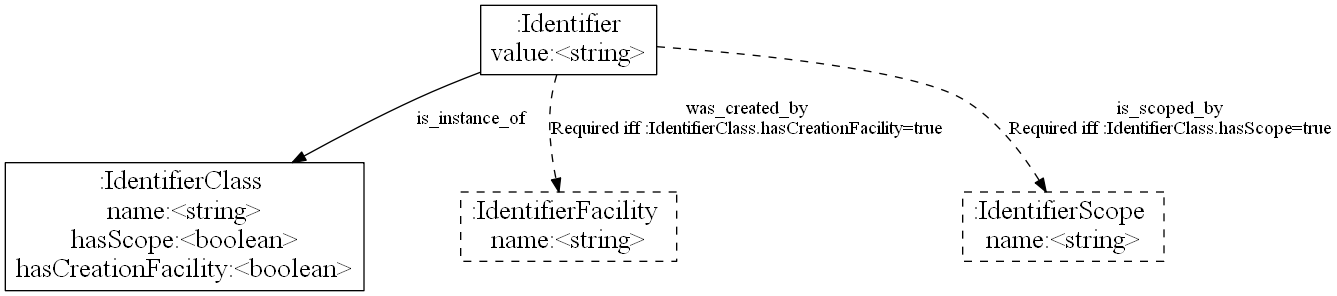 :Identifier
value:<string>
is_instance_of
was_created_by
Required iff :IdentifierClass.hasCreationFacility=true
is_scoped_by
Required iff :IdentifierClass.hasScope=true
:IdentifierClass
name:<string>
hasScope:<boolean>
hasCreationFacility:<boolean>
:IdentifierFacility
name:<string>
:IdentifierScope
name:<string>